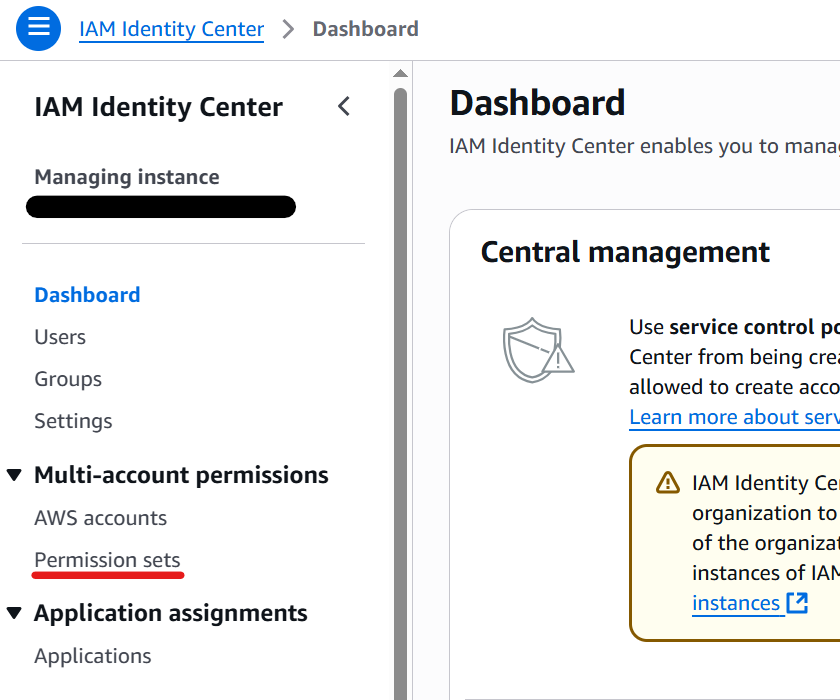 IAM Identity Center > Dashboard
IAM Identity Center
Managing instance
Dashboard
Users
Groups
Settings
Multi-account permissions
AWS accounts
Permission sets
Application assignments
Applications
Dashboard
IAM Identity Center enables you to mana
Central management
Use service control po
Center from being crea
allowed to create acco
Learn more about serv
IAM Identity Ce
organization to
of the organizat
instances of IAM
instances